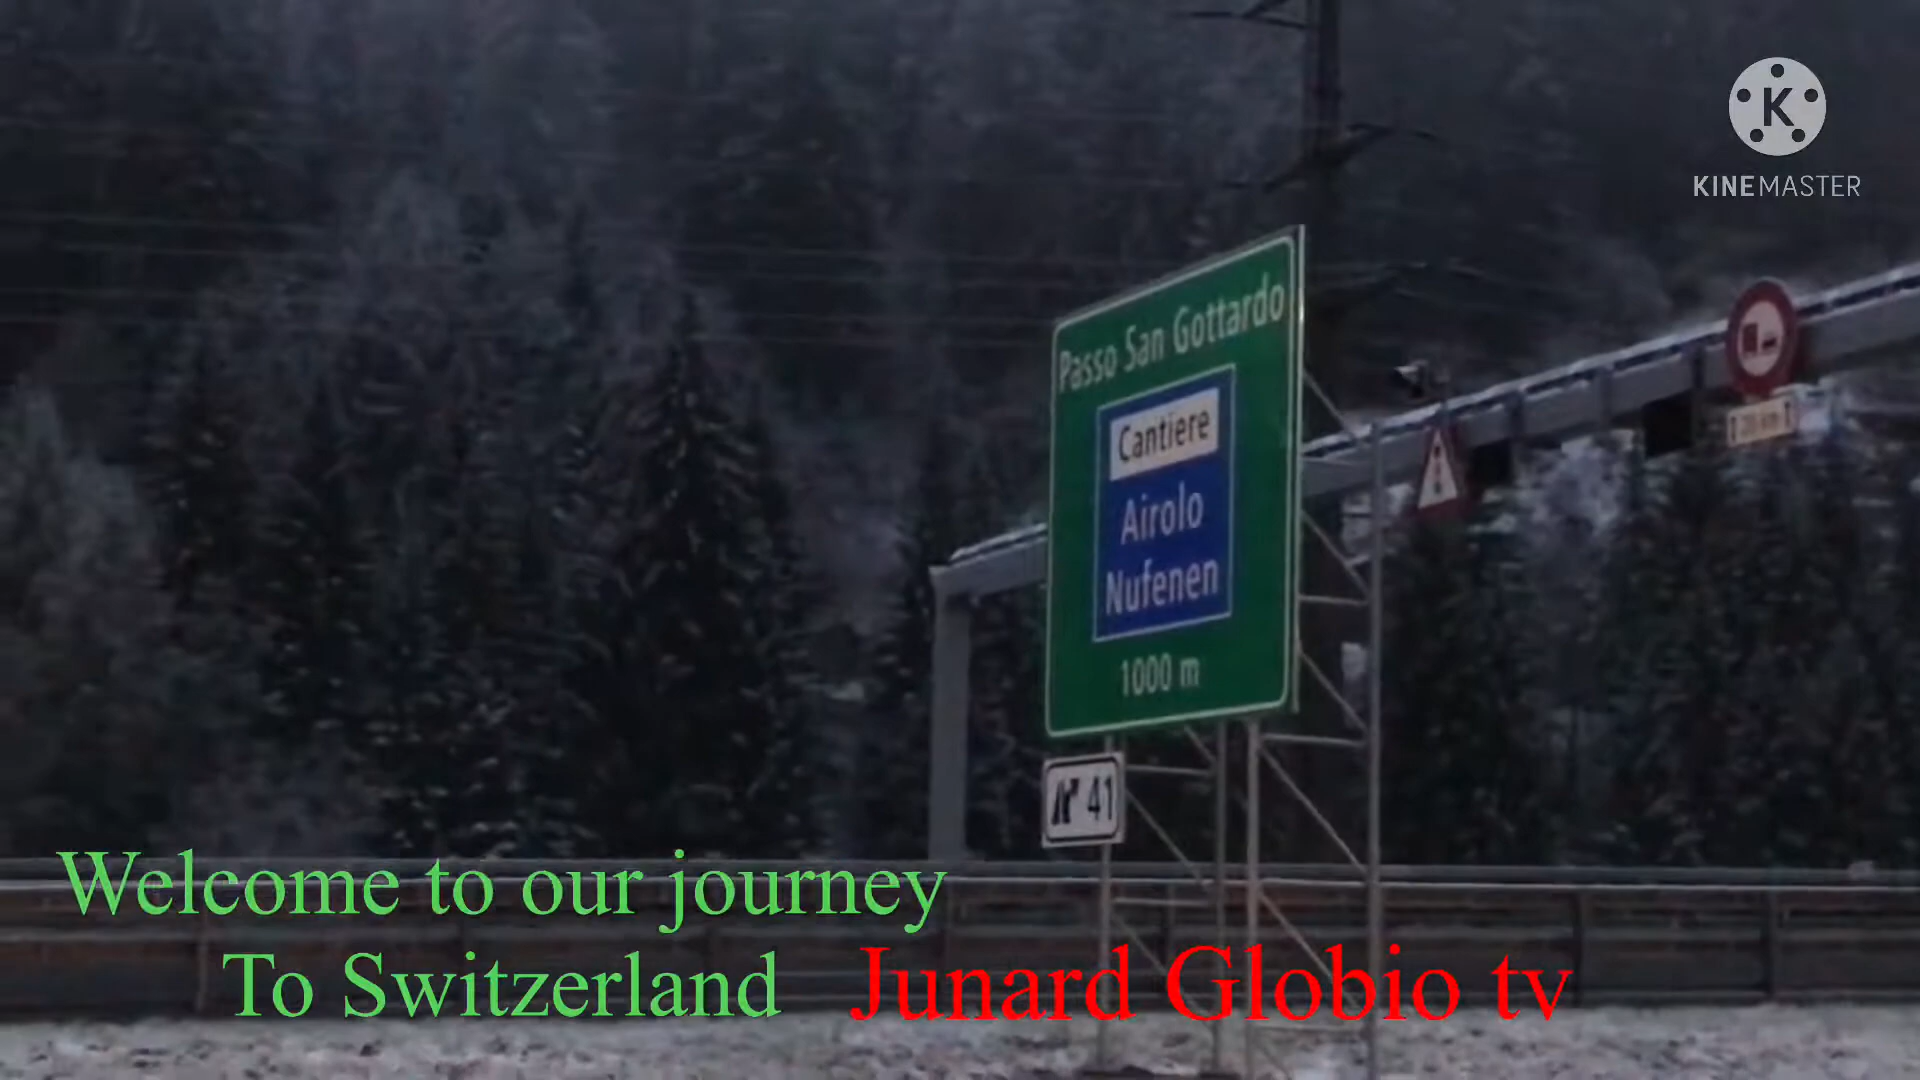 KINEMASTER
Passo San Gottardo
Cantiere
Airolo
Nufenen
1000 m
41
Welcome to our journey
To Switzerland
Junard Globio tv